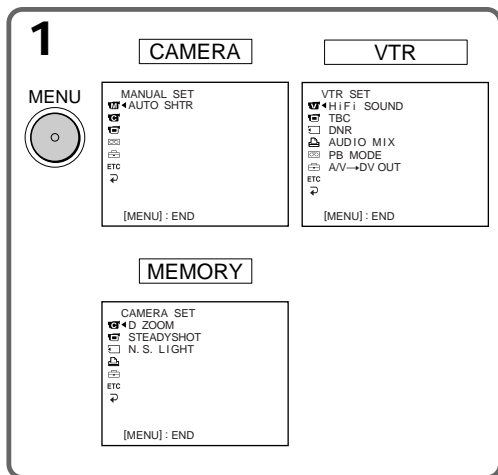 1
MENU
CAMERA
MANUAL SET
AUTO SHTR
ETC
[MENU] : END
VTR
VTR SET
HiFi SOUND
TBC
DNR
AUDIO MIX
PB MODE
A/V→DV OUT
ETC
[MENU] : END
MEMORY
CAMERA SET
D ZOOM
STEADYSHOT
N. S. LIGHT
ETC
[MENU] : END